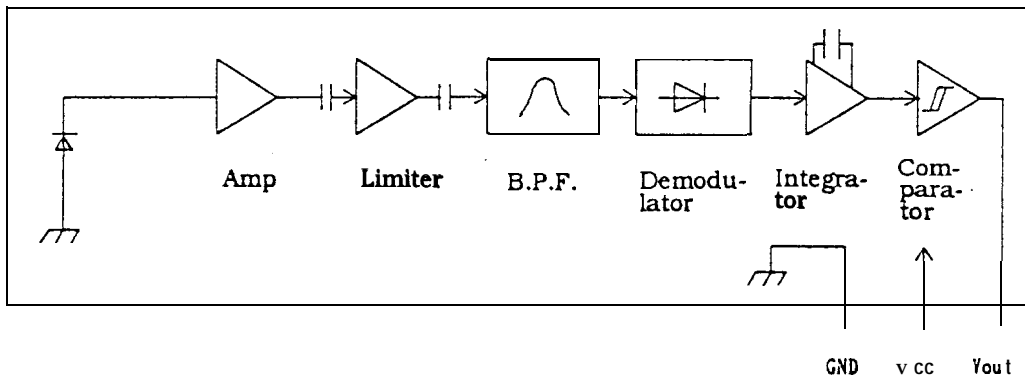 Amp
Limiter
B.P.F.
Demodu-
lator
Integra-
tor
Com-
para-
tor
GND
v cc
Vout